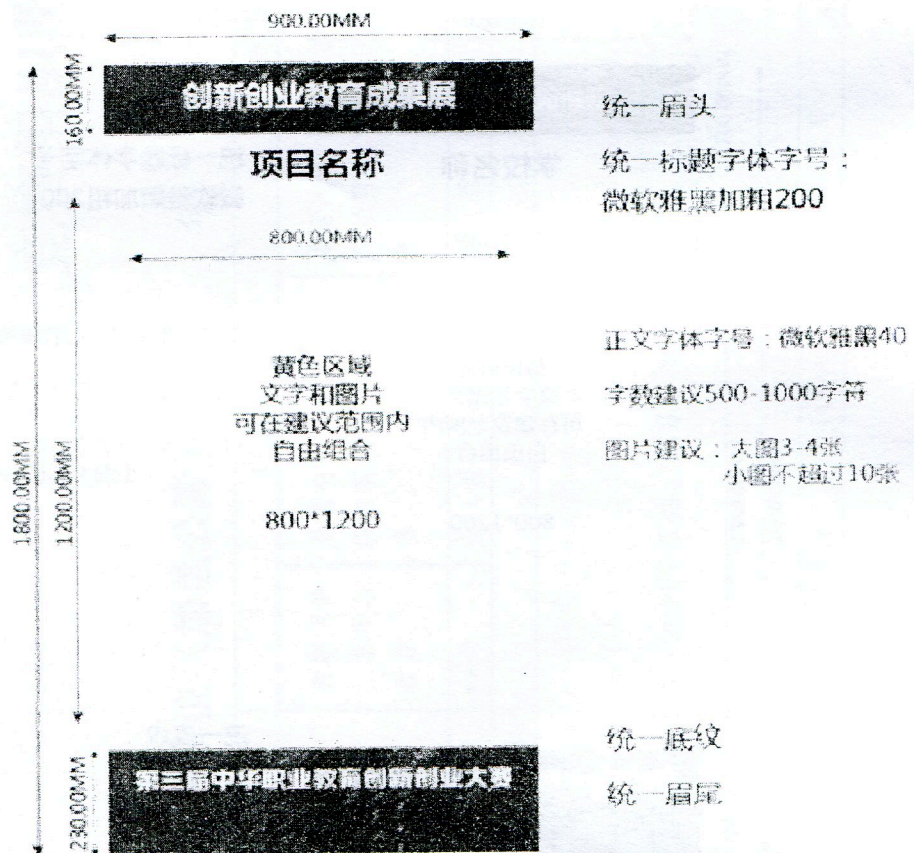 900.00MM
160.00MM
创新创业教育成果展
统一眉头
项目名称
统一标题字体字号：
微软雅黑加粗200
800.00MM
正文字体字号：微软雅黑40
黄色区域
文字和图片
可在建议范围内
自由组合
字数建议500-1000字符
图片建议：大图3-4张
小图不超过10张
1800.00MM
1200.00MM
800*1200
统一底纹
第三届中华职业教育创新创业大赛
统一眉尾
230.00MM